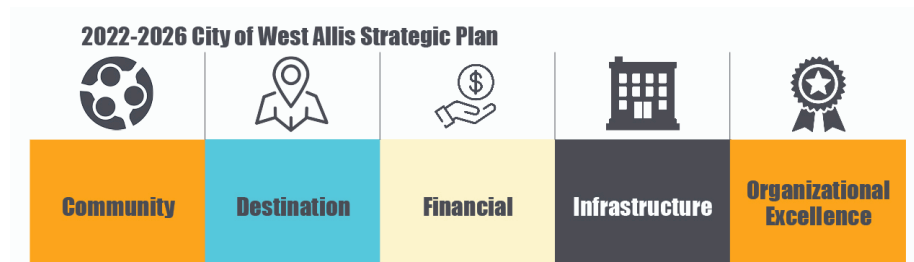 2022-2026 City of West Allis Strategic Plan
$
Community
Destination
Financial
Infrastructure
Organizational
Excellence